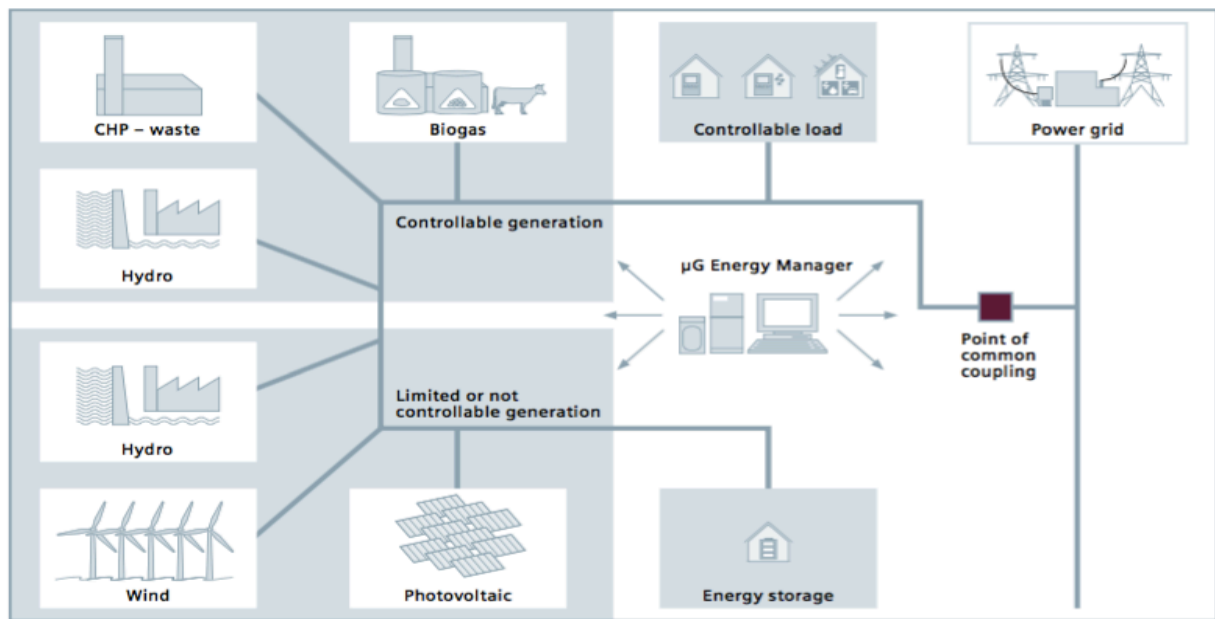 CHP – waste
Biogas
Controllable load
Power grid
Hydro
Controllable generation
µG Energy Manager
Point of
common
coupling
Hydro
Limited or not
controllable generation
Wind
Photovoltaic
Energy storage